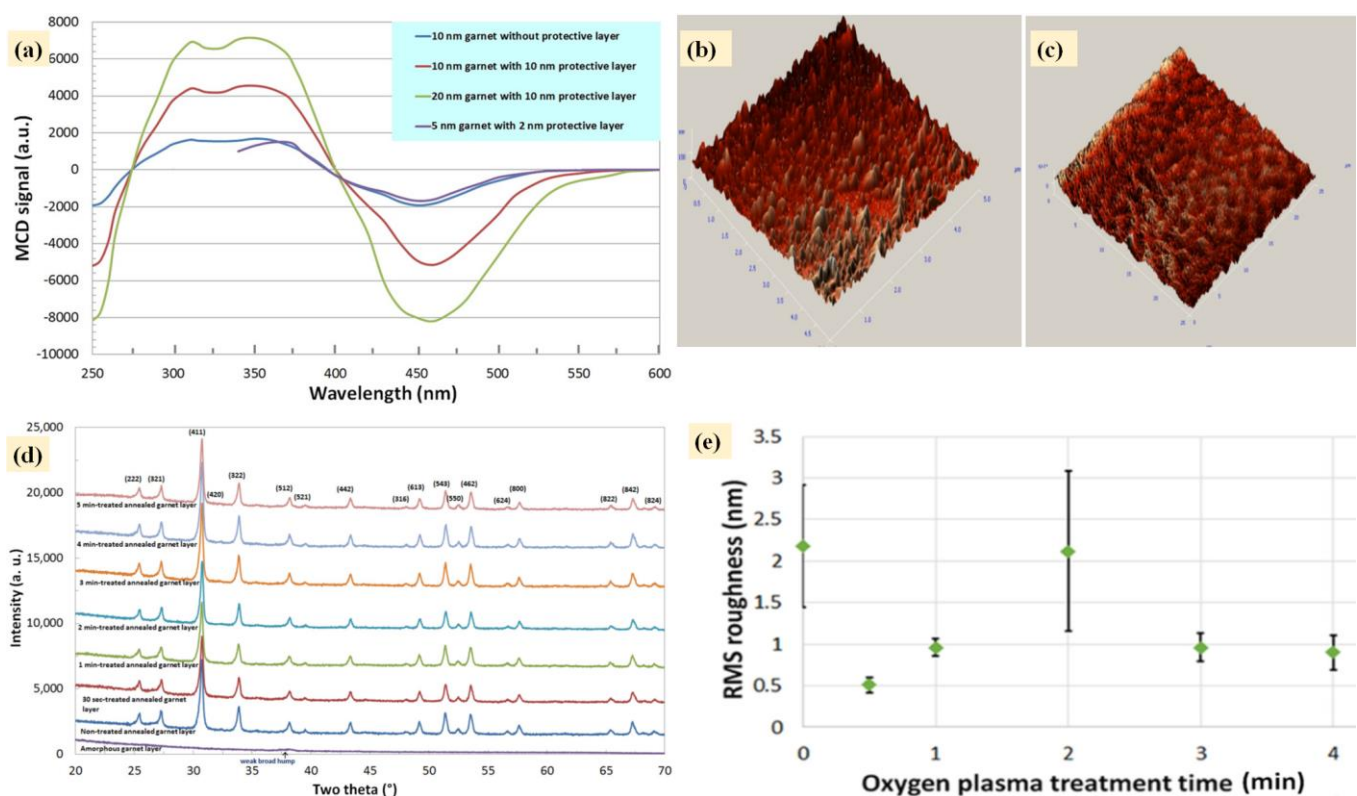 (a)
MCD signal (a.u.)
8000
6000
4000
2000
0
-2000
-4000
-6000
-8000
-10000
250 300 350 400 450 500 550 600
Wavelength (nm)
10 nm garnet without protective layer
10 nm garnet with 10 nm protective layer
20 nm garnet with 10 nm protective layer
5 nm garnet with 2 nm protective layer
(b)
(c)
(d)
Intensity (a. u.)
25,000
20,000
15,000
10,000
5,000
0
(222) (321) (411) (420) (322) (512) (521) (442) (316) (613) (543) (550) (462) (624) (800) (822) (842) (824)
5 min-treated annealed garnet layer
4 min-treated annealed garnet layer
3 min-treated annealed garnet layer
2 min-treated annealed garnet layer
1 min-treated annealed garnet layer
30 sec-treated annealed garnet
layer
Non-treated annealed garnet layer
Amorphous garnet layer
weak broad hump
20 25 30 35 40 45 50 55 60 65 70
Two theta (°)
(e)
RMS roughness (nm)
3.5
3
2.5
2
1.5
1
0.5
0
0 1 2 3 4
Oxygen plasma treatment time (min)